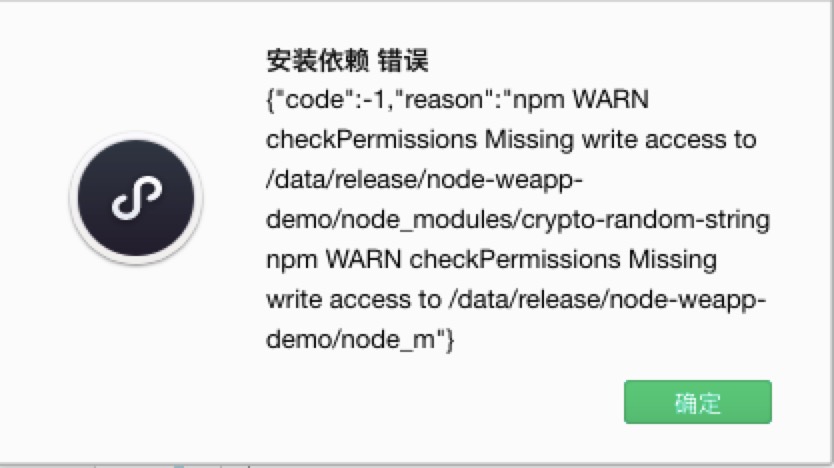 安装依赖 错误
{"code":-1,"reason":"npm WARN
checkPermissions Missing write access to
/data/release/node-weapp-
demo/node_modules/crypto-random-string
npm WARN checkPermissions Missing
write access to /data/release/node-weapp-
demo/node_m"}
确定